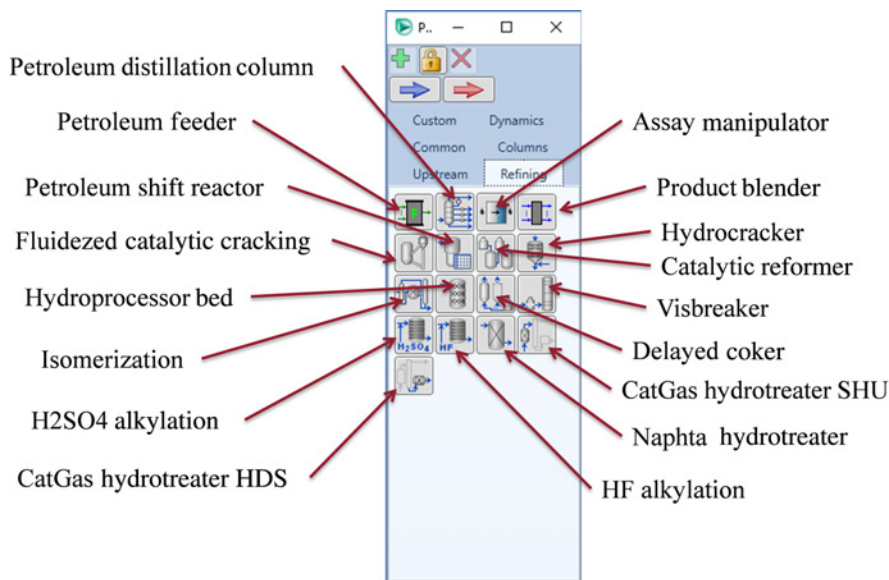 P..
Custom Dynamics
Common Columns
Upstream Refining
F
H₂SO₄
HF
Petroleum distillation column
Petroleum feeder
Petroleum shift reactor
Fluidezed catalytic cracking
Hydroprocessor bed
Isomerization
H2SO4 alkylation
CatGas hydrotreater HDS
Assay manipulator
Product blender
Hydrocracker
Catalytic reformer
Visbreaker
Delayed coker
CatGas hydrotreater SHU
Naphta hydrotreater
HF alkylation